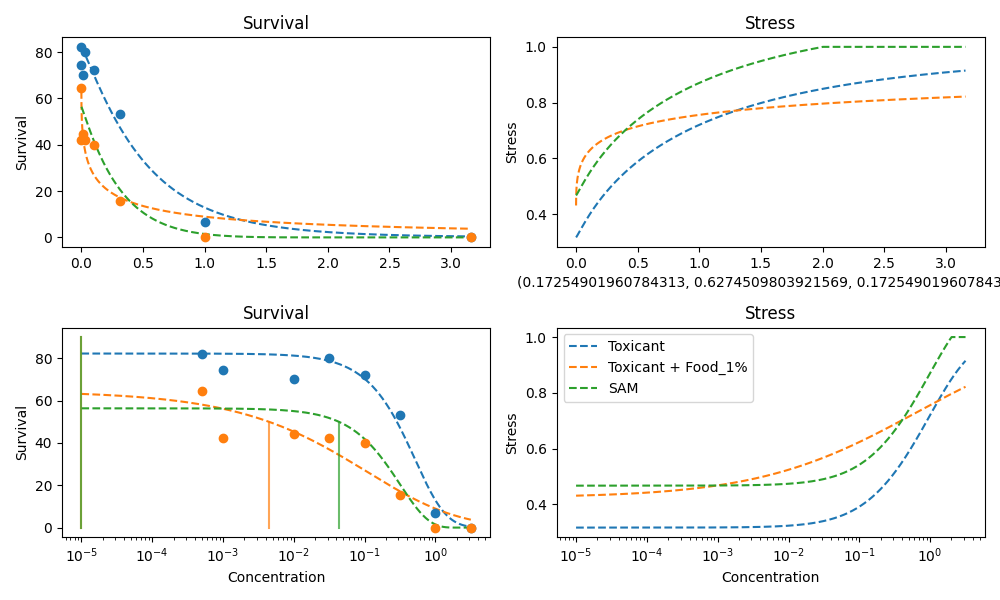 Survival
Stress
Survival
80
60
40
20
0
0.0 0.5 1.0 1.5 2.0 2.5 3.0
Stress
1.0
0.8
0.6
0.4
0.0 0.5 1.0 1.5 2.0 2.5 3.0
(0.17254901960784313, 0.6274509803921569, 0.172549019607843
Survival
Stress
Survival
80
60
40
20
0
10⁻⁵ 10⁻⁴ 10⁻³ 10⁻² 10⁻¹ 10⁰
Concentration
Stress
1.0
0.8
0.6
0.4
Toxicant
Toxicant + Food_1%
SAM
10⁻⁵ 10⁻⁴ 10⁻³ 10⁻² 10⁻¹ 10⁰
Concentration